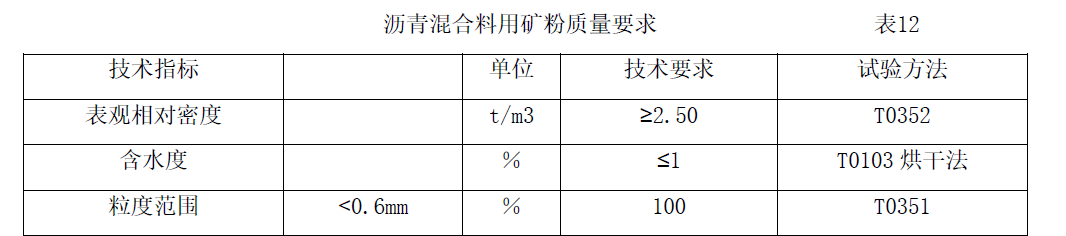 沥青混合料用矿粉质量要求 表12
技术指标 单位 技术要求 试验方法
表观相对密度 t/m3 ≥2.50 T0352
含水度 % ≤1 T0103 烘干法
粒度范围 <0.6mm % 100 T0351